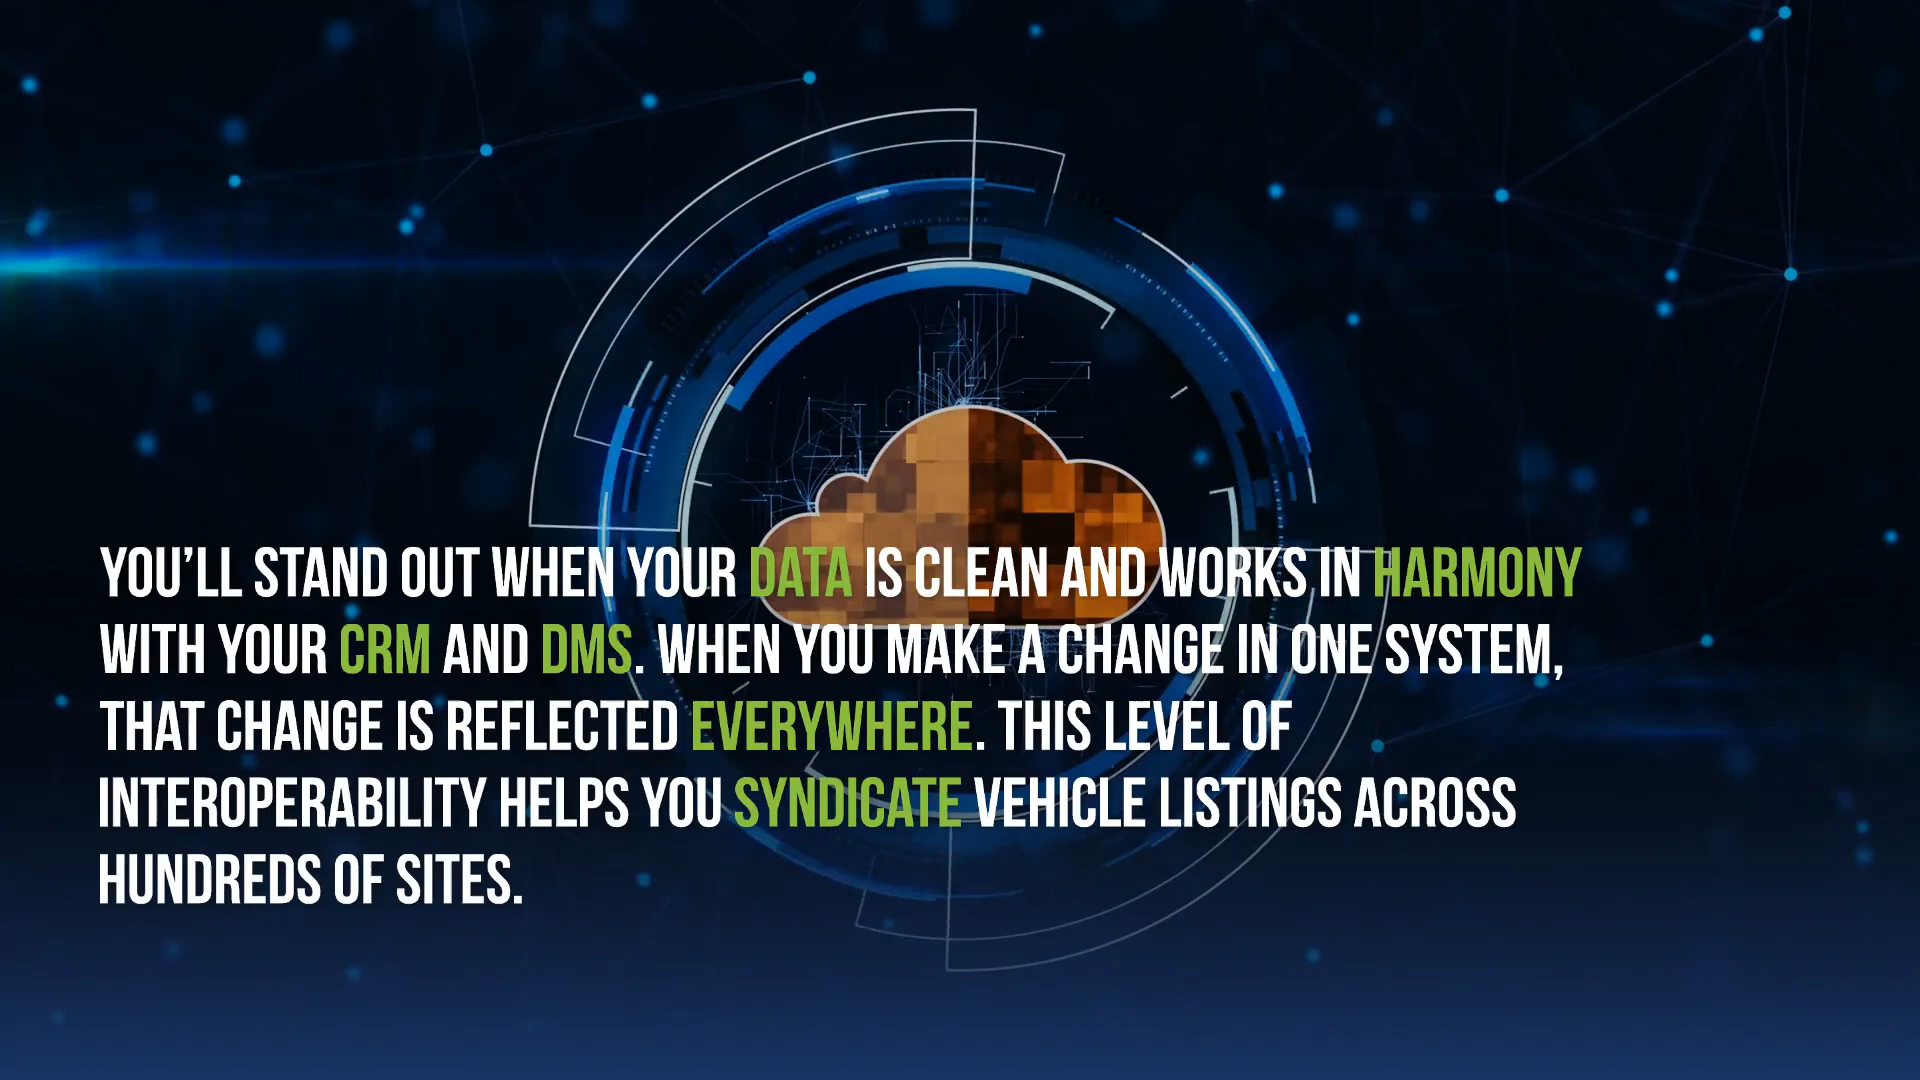 YOU'LL STAND OUT WHEN YOUR DATA IS CLEAN AND WORKS IN HARMONY
WITH YOUR CRM AND DMS. WHEN YOU MAKE A CHANGE IN ONE SYSTEM,
THAT CHANGE IS REFLECTED EVERYWHERE. THIS LEVEL OF
INTEROPERABILITY HELPS YOU SYNDICATE VEHICLE LISTINGS ACROSS
HUNDREDS OF SITES.